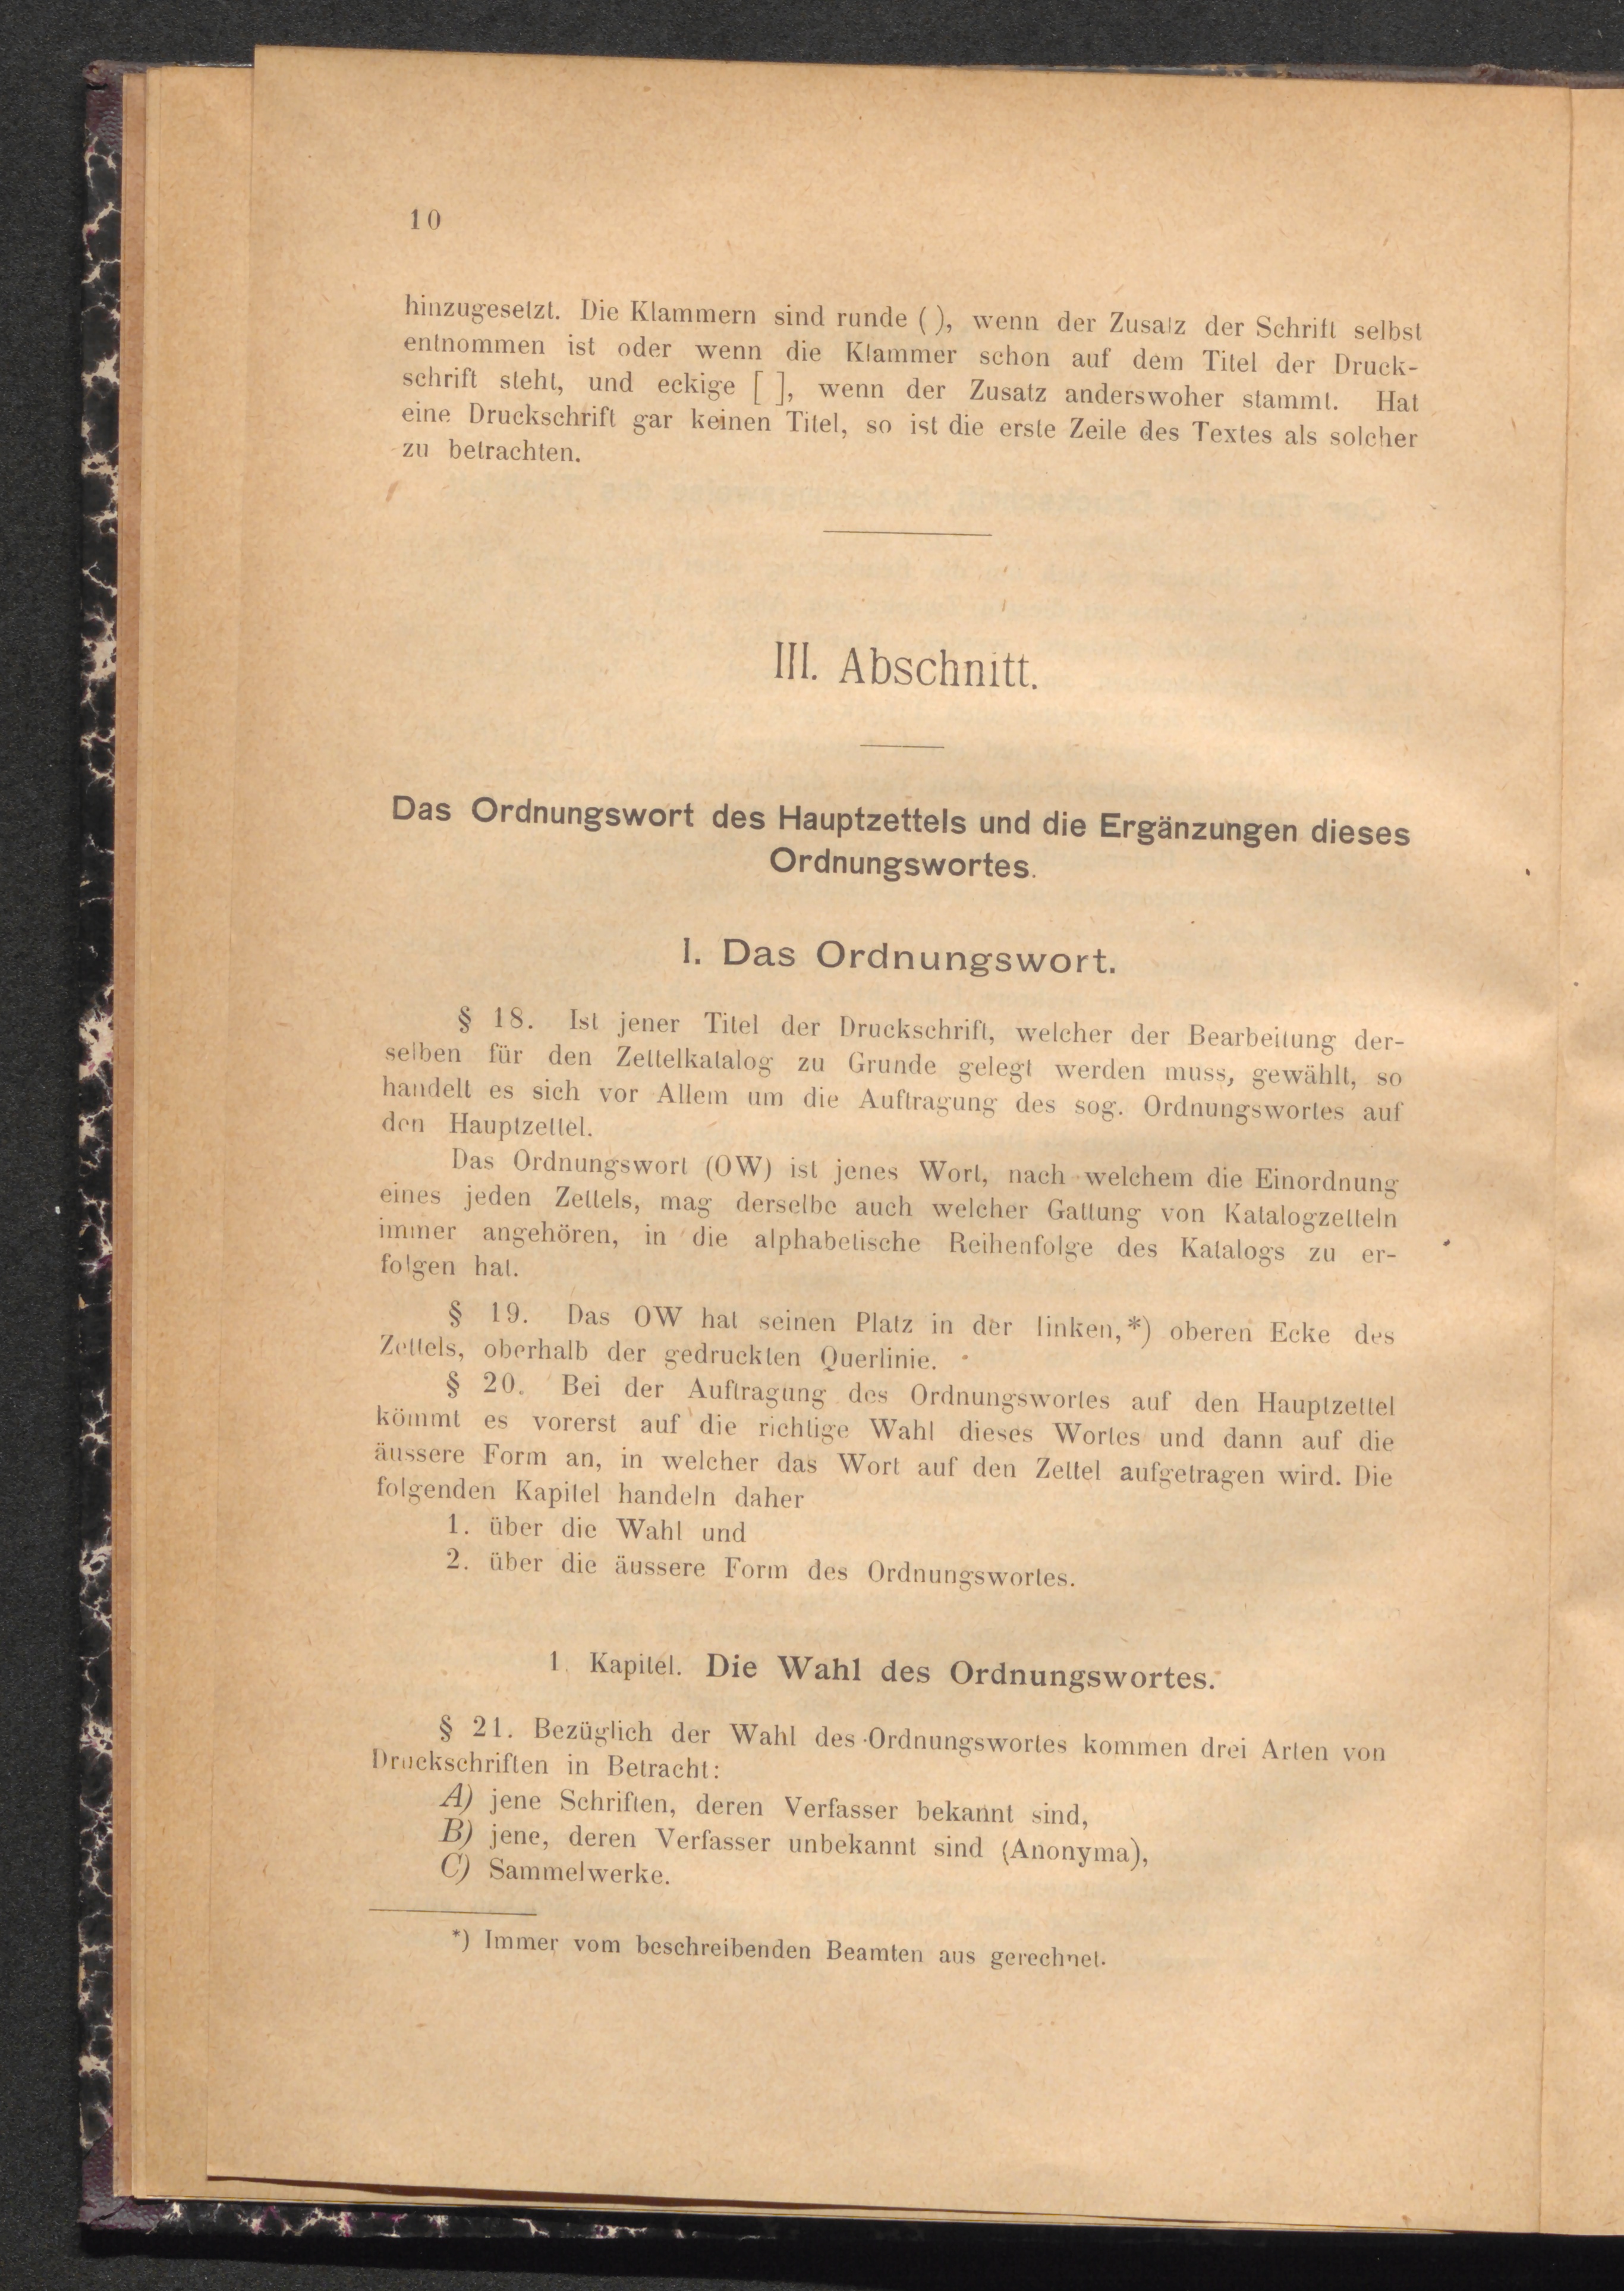 10
hinzugesetzt. Die Klammern sind runde ( ), wenn der Zusatz der Schrift selbst
entnommen ist oder wenn die Klammer schon auf dem Titel der Druck-
schrift steht, und eckige [ ], wenn der Zusatz anderswoher stammt. Hat
eine Druckschrift gar keinen Titel, so ist die erste Zeile des Textes als solcher
zu betrachten.
III. Abschnitt.
Das Ordnungswort des Hauptzettels und die Ergänzungen dieses
Ordnungswortes.
I. Das Ordnungswort.
§ 18. Ist jener Titel der Druckschrift, welcher der Bearbeitung der-
selben für den Zettelkatalog zu Grunde gelegt werden muss, gewählt, so
handelt es sich vor Allem um die Auftragung des sog. Ordnungswortes auf
den Hauptzettel.
Das Ordnungswort (OW) ist jenes Wort, nach welchem die Einordnung
eines jeden Zettels, mag derselbe auch welcher Gattung von Katalogzetteln
immer angehören, in die alphabetische Reihenfolge des Katalogs zu er-
folgen hat.
§ 19. Das OW hat seinen Platz in der linken,*) oberen Ecke des
Zettels, oberhalb der gedruckten Querlinie.
§ 20. Bei der Auftragung des Ordnungswortes auf den Hauptzettel
kömmt es vorerst auf die richtige Wahl dieses Wortes und dann auf die
äussere Form an, in welcher das Wort auf den Zettel aufgetragen wird. Die
folgenden Kapitel handeln daher
1. über die Wahl und
2. über die äussere Form des Ordnungswortes.
1. Kapitel. Die Wahl des Ordnungswortes.
§ 21. Bezüglich der Wahl des Ordnungswortes kommen drei Arten von
Druckschriften in Betracht:
A) jene Schriften, deren Verfasser bekannt sind,
B) jene, deren Verfasser unbekannt sind (Anonyma),
C) Sammelwerke.
*) Immer vom beschreibenden Beamten aus gerechnet.